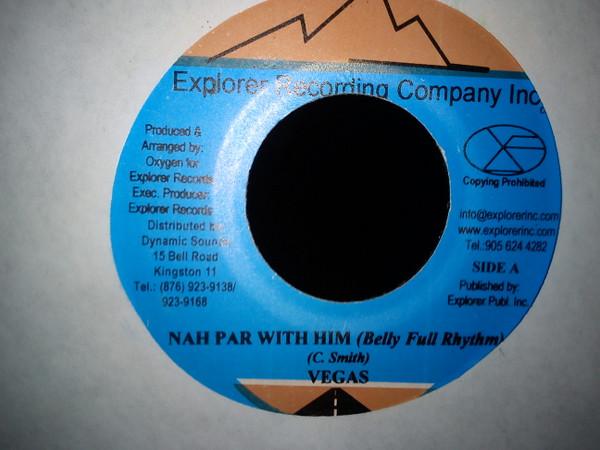 Explorer Recording Company Inc
Produced &
Arranged by:
Oxygen for
Explorer Records
Exec. Producer:
Explorer Records
Distributed by
Dynamic Sounds
15 Bell Road
Kingston 11
Tel.: (876) 923-9138/
923-9168
Copying Prohibited
info@explorerinc.com
www.explorerinc.com
Tel.:905 624 4282
SIDE A
Published by:
Explorer Publ. Inc.
NAH PAR WITH HIM (Belly Full Rhythm)
(C. Smith)
VEGAS